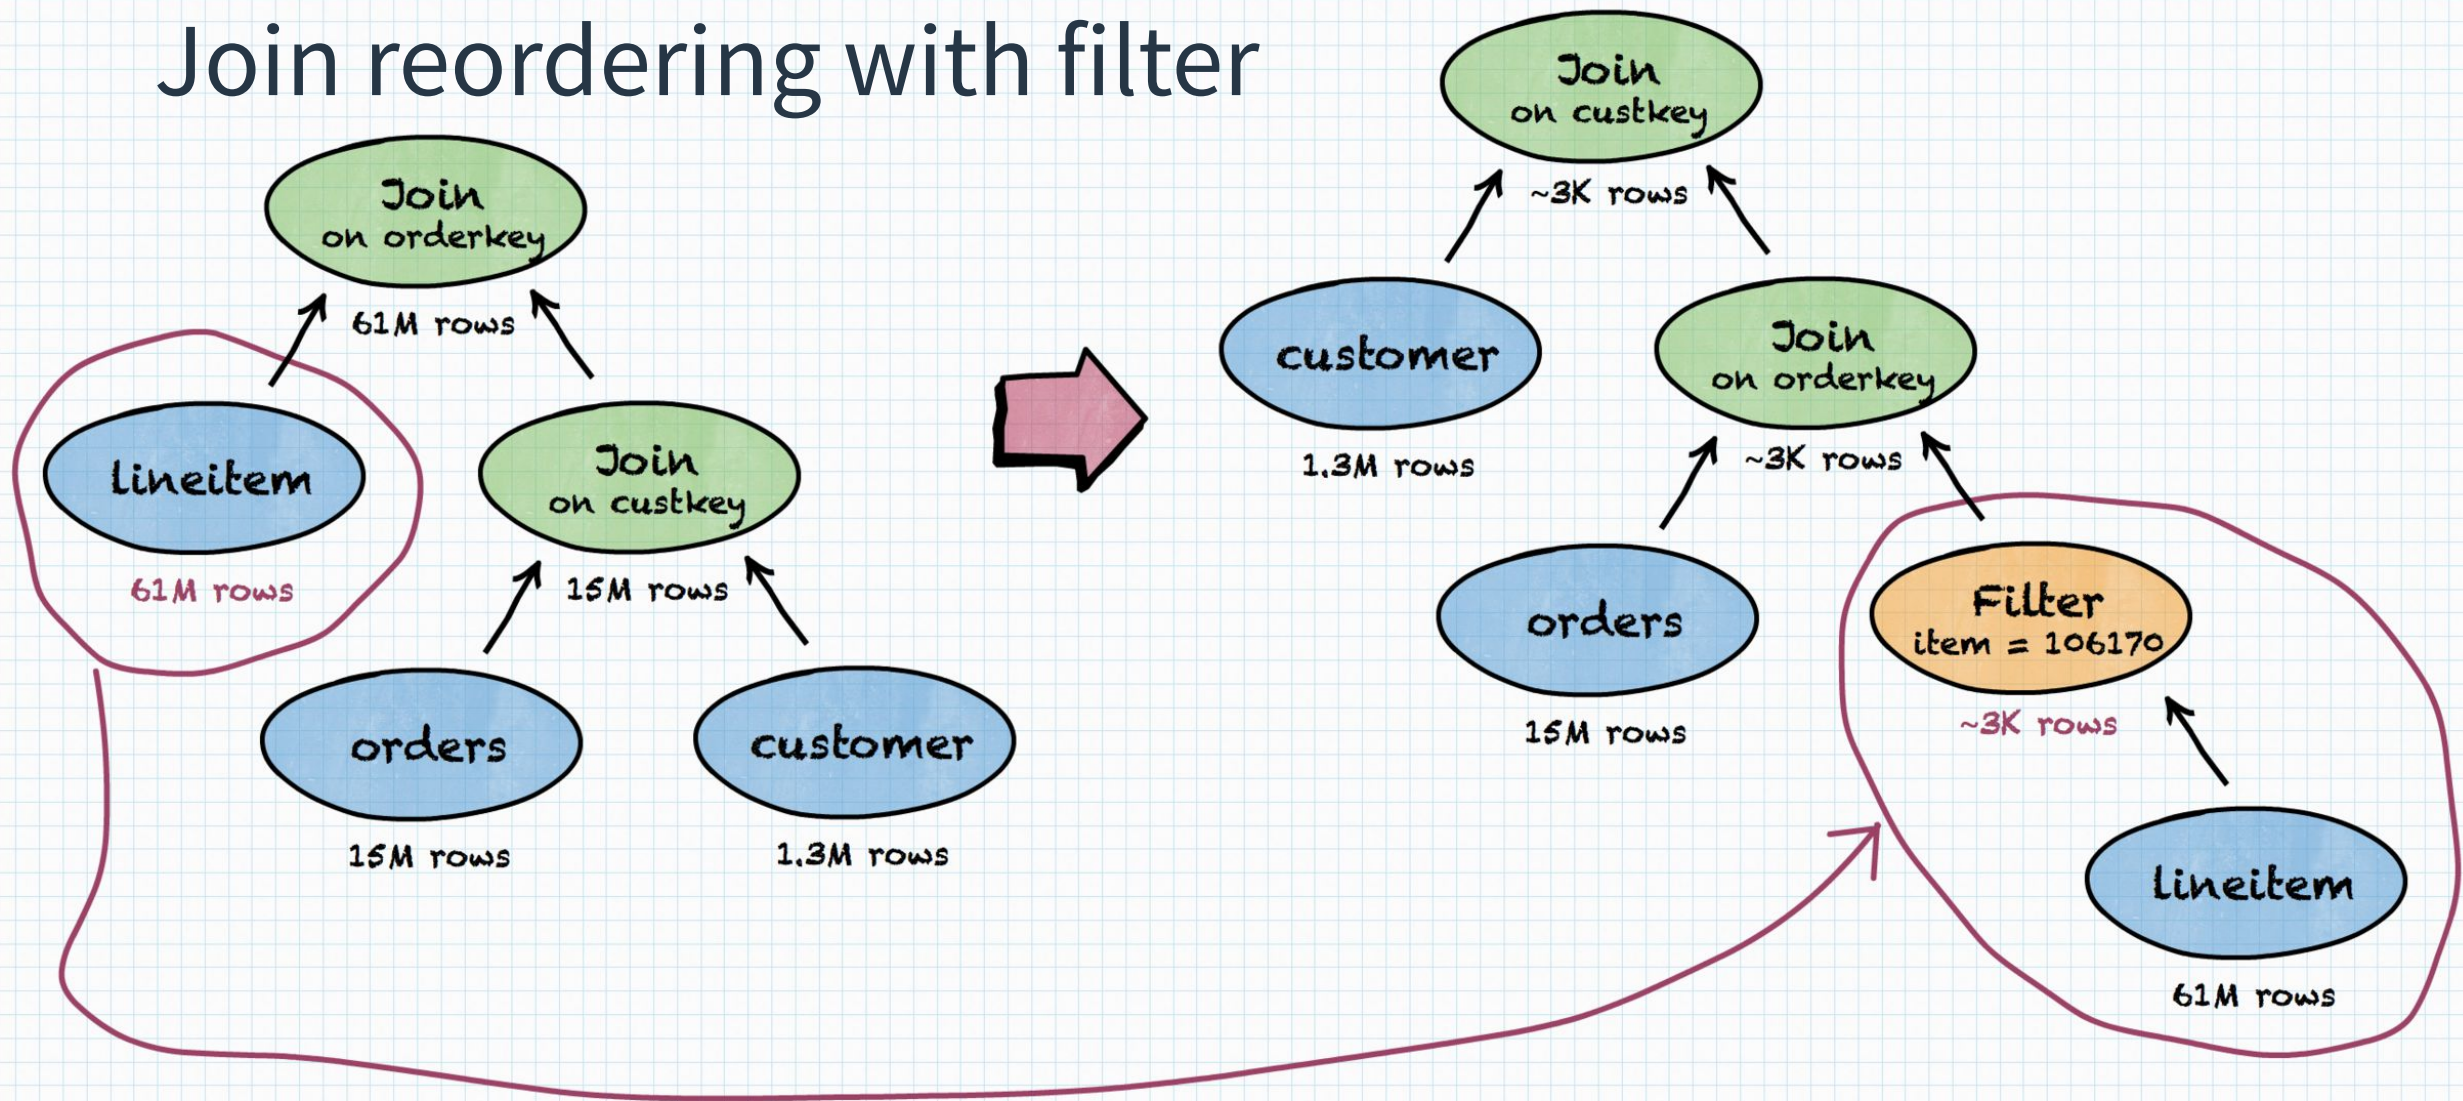 Join reordering with filter
Join
on orderkey
61M rows
lineitem
61M rows
Join
on custkey
15M rows
orders
15M rows
customer
1.3M rows
Join
on custkey
~3K rows
customer
1.3M rows
Join
on orderkey
~3K rows
orders
15M rows
Filter
item = 106170
~3K rows
lineitem
61M rows